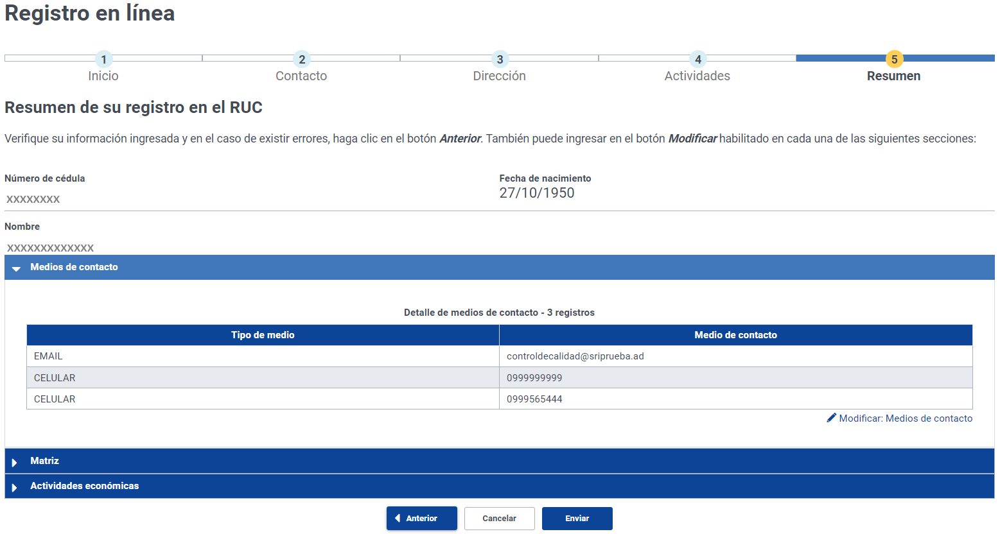 Registro en línea
1 2 3 4 5
Inicio Contacto Dirección Actividades Resumen
Resumen de su registro en el RUC
Verifique su información ingresada y en el caso de existir errores, haga clic en el botón Anterior. También puede ingresar en el botón Modificar habilitado en cada una de las siguientes secciones:
Número de cédula Fecha de nacimiento
XXXXXXXX 27/10/1950
Nombre
XXXXXXXXXXXXX
Medios de contacto
Detalle de medios de contacto - 3 registros
Tipo de medio Medio de contacto
EMAIL controldecalidad@sriprueba.ad
CELULAR 0999999999
CELULAR 0999565444
Modificar: Medios de contacto
Matriz
Actividades económicas
Anterior Cancelar Enviar